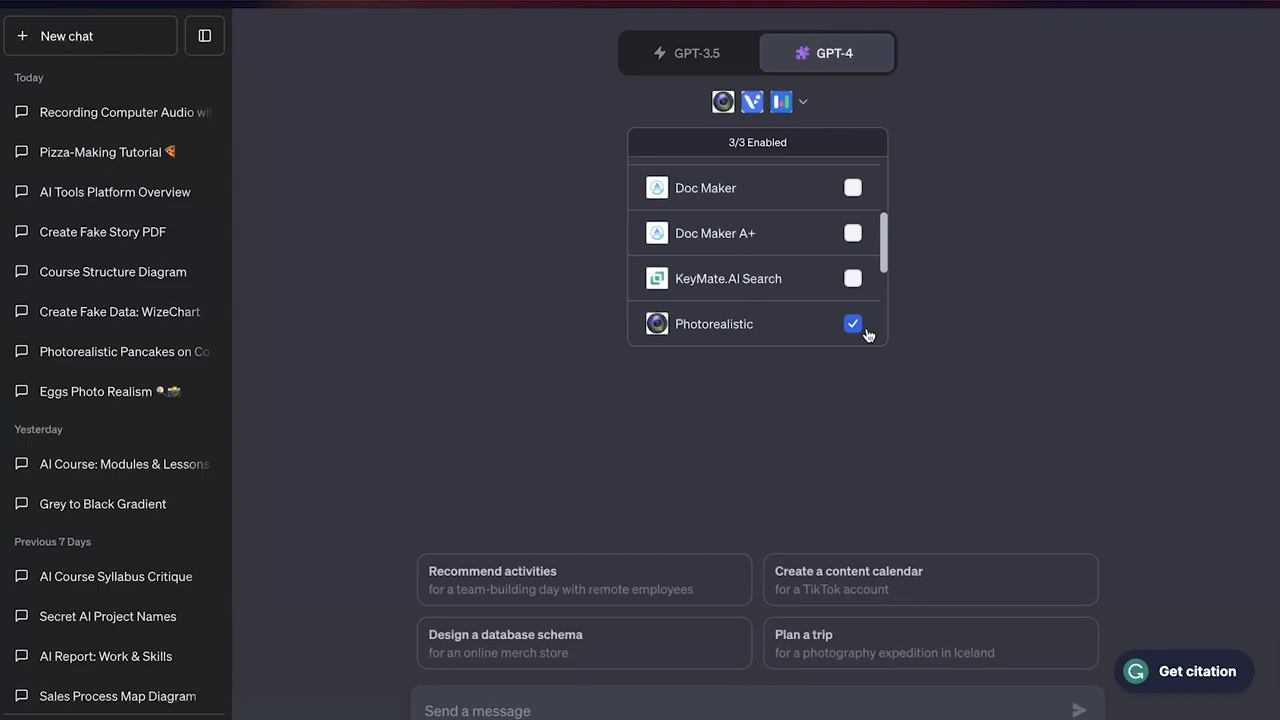 New chat
Today
Recording Computer Audio wi
Pizza-Making Tutorial 🍕
AI Tools Platform Overview
Create Fake Story PDF
Course Structure Diagram
Create Fake Data: WizeChart
Photorealistic Pancakes on Co
Eggs Photo Realism 🍳📸
Yesterday
AI Course: Modules & Lessons
Grey to Black Gradient
Previous 7 Days
AI Course Syllabus Critique
Secret AI Project Names
AI Report: Work & Skills
Sales Process Map Diagram
GPT-3.5
GPT-4
3/3 Enabled
Doc Maker
Doc Maker A+
KeyMate.AI Search
Photorealistic
Recommend activities
for a team-building day with remote employees
Create a content calendar
for a TikTok account
Design a database schema
for an online merch store
Plan a trip
for a photography expedition in Iceland
Get citation
Send a message